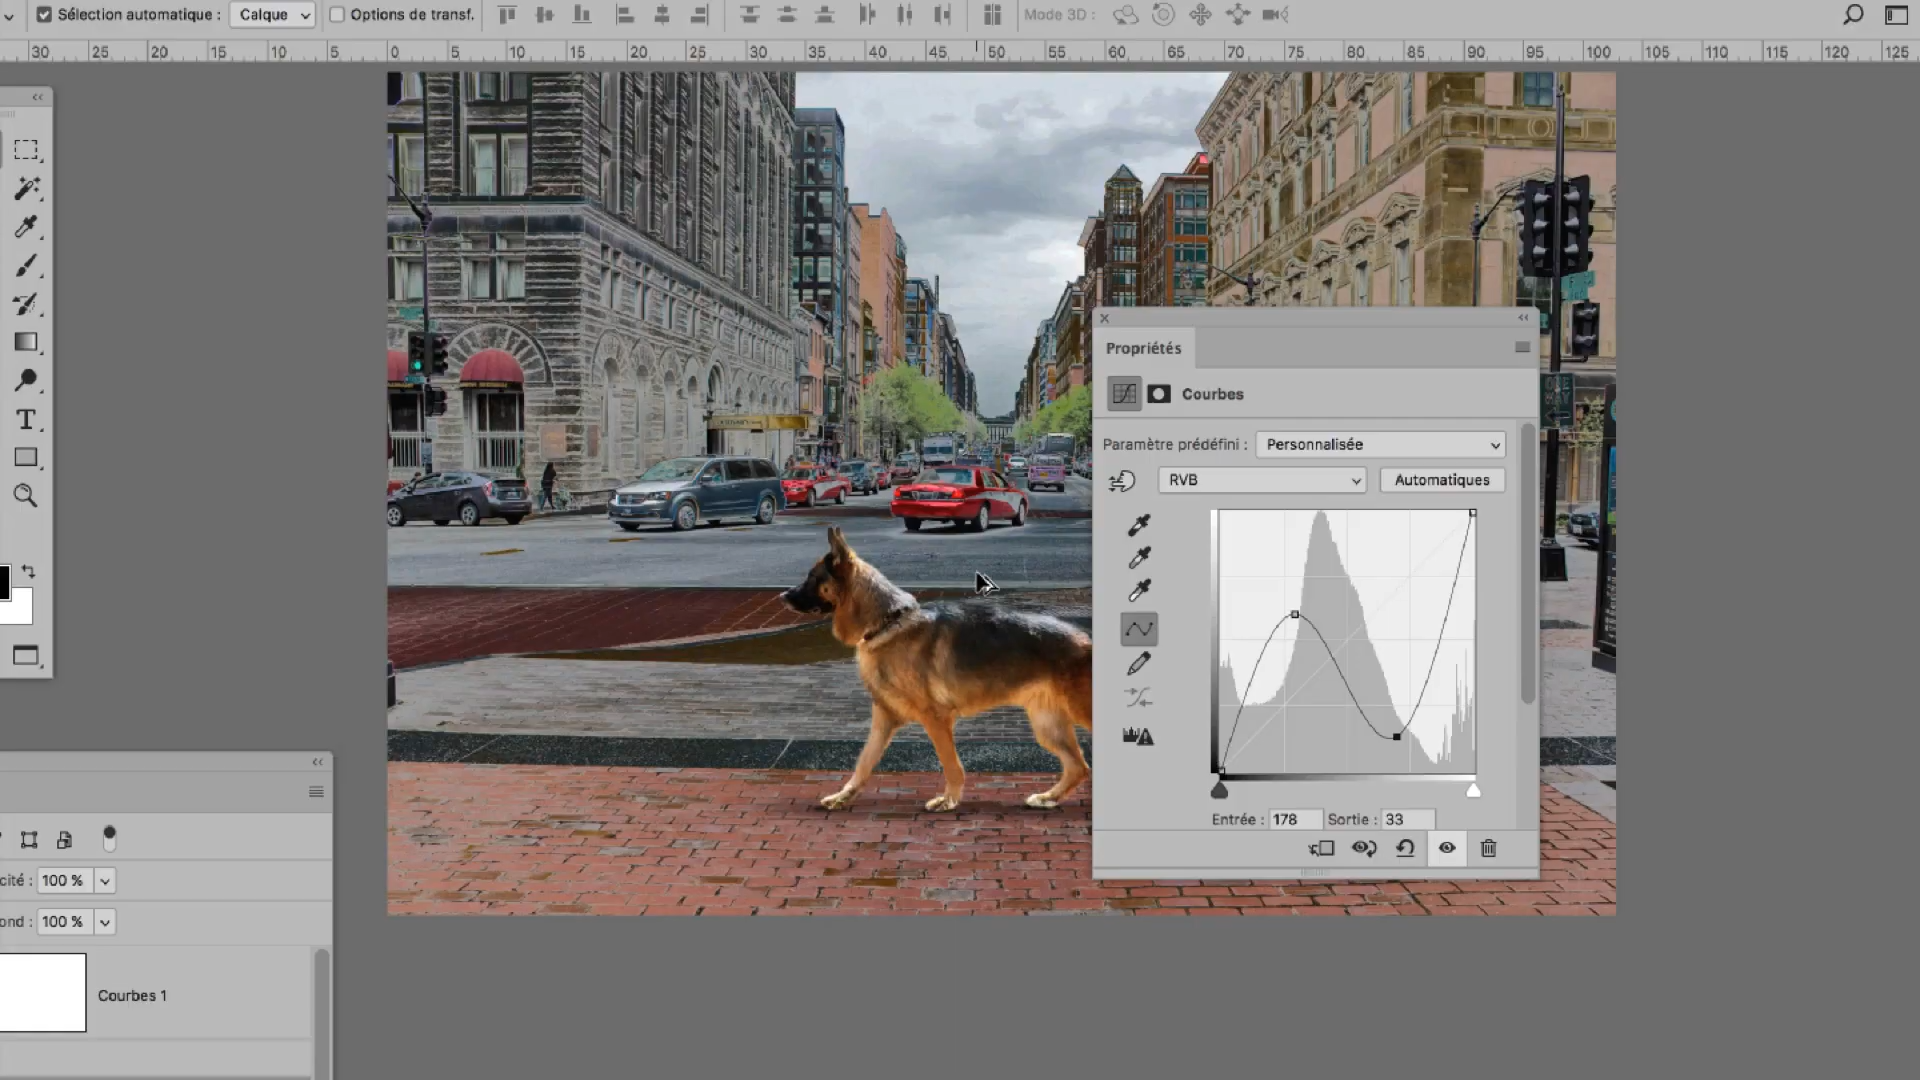 Sélection automatique :
Calque
Options de transf.
Mode 3D :
30 25 20 15 10 5 0 5 10 15 20 25 30 35 40 45 50 55 60 65 70 75 80 85 90 95 100 105 110 115 120 125
ONE
WAY
Propriétés
Courbes
Paramètre prédéfini :
Personnalisée
RVB
Automatiques
Entrée : 178 Sortie : 33
T
cité : 100 %
ond : 100 %
Courbes 1